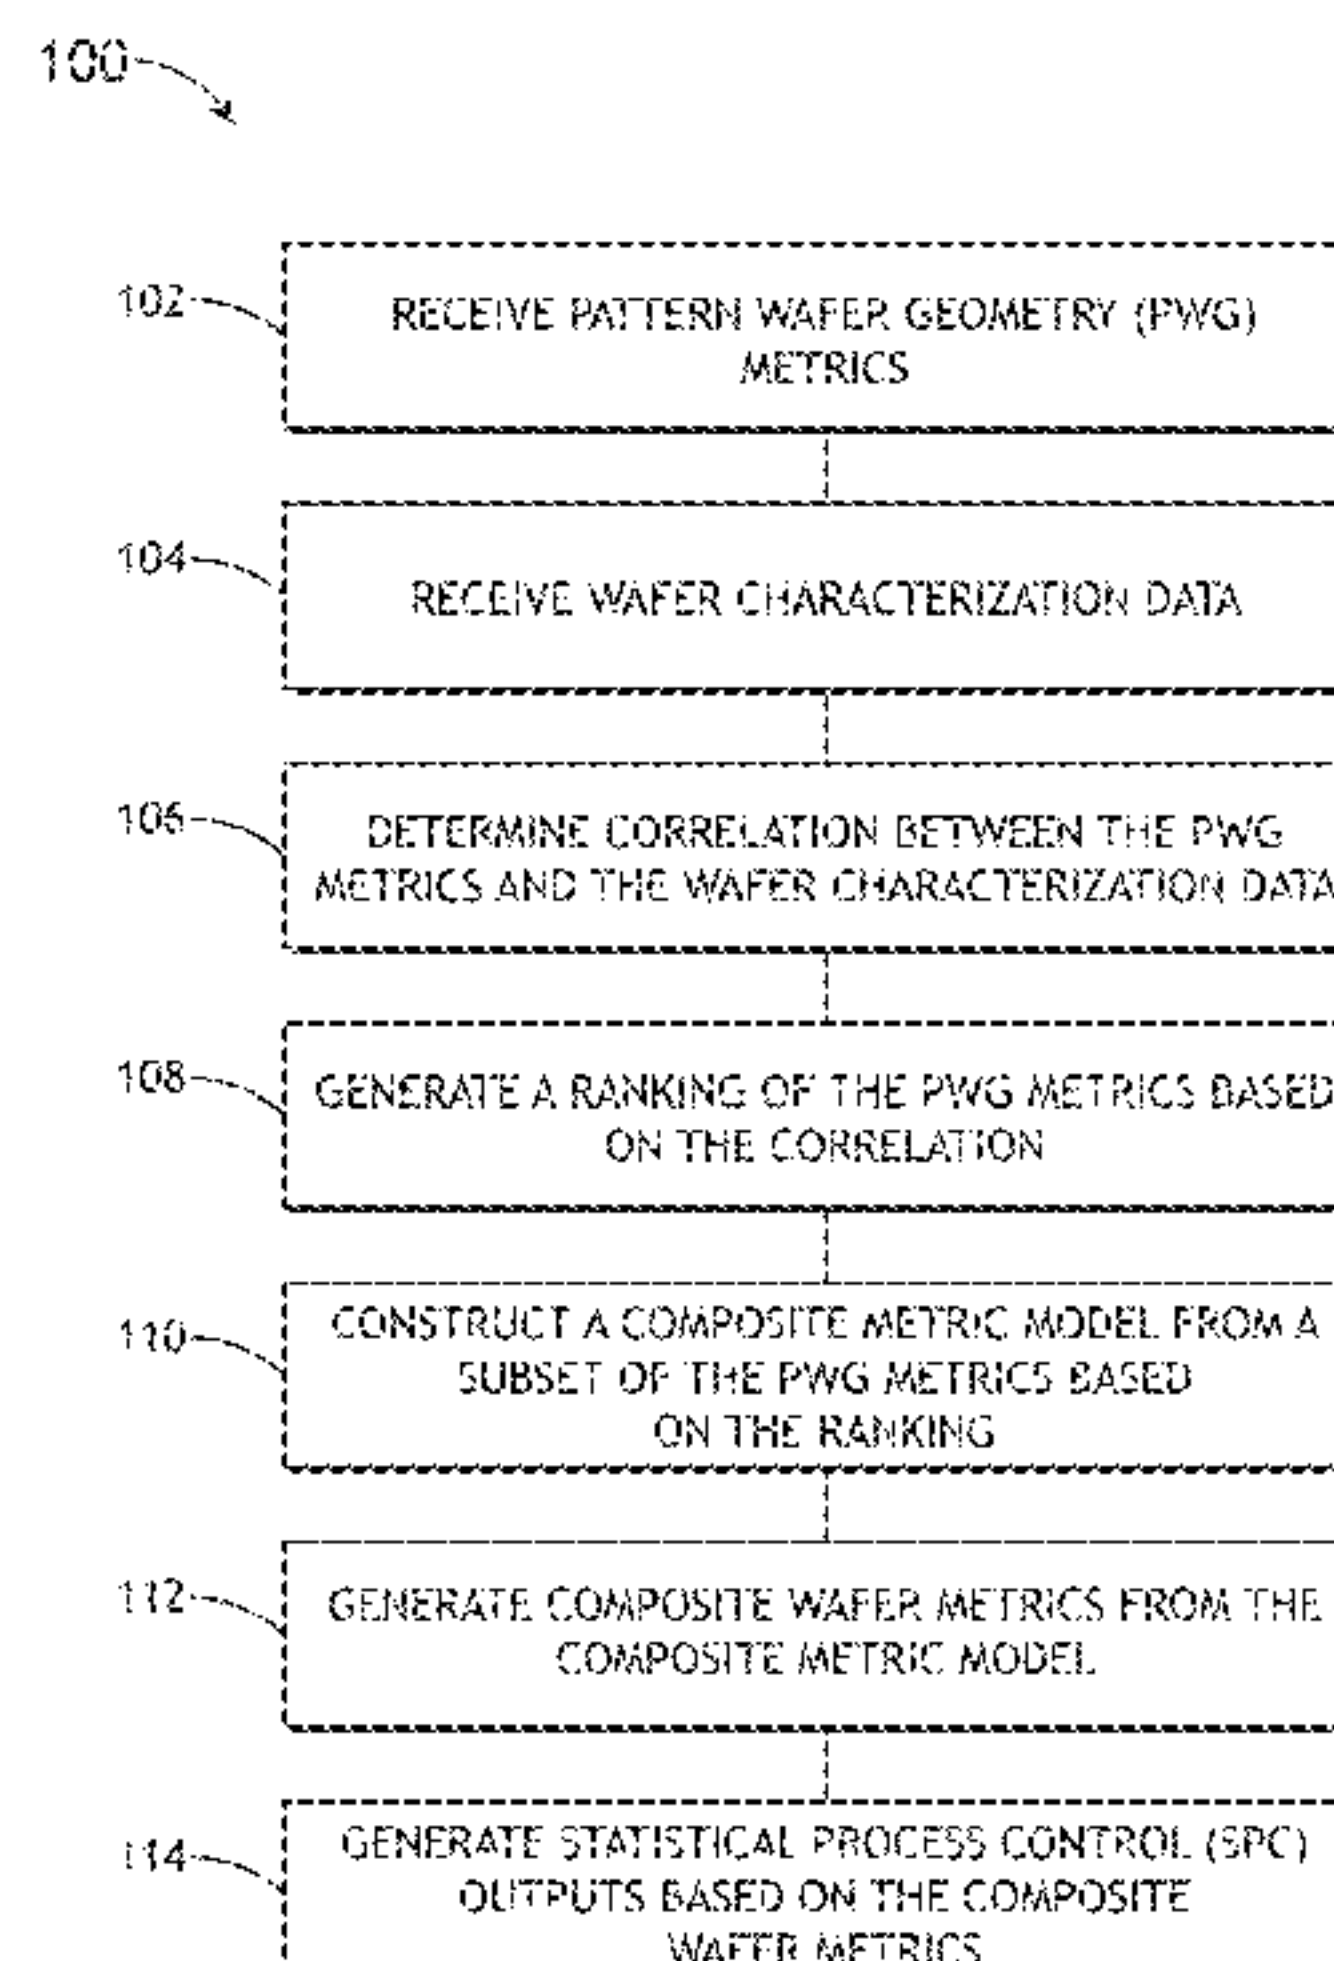 100
102
RECEIVE PATTERN WAFER GEOMETRY (PWG)
METRICS
104
RECEIVE WAFER CHARACTERIZATION DATA
106
DETERMINE CORRELATION BETWEEN THE PWG
METRICS AND THE WAFER CHARACTERIZATION DATA
108
GENERATE A RANKING OF THE PWG METRICS BASED
ON THE CORRELATION
110
CONSTRUCT A COMPOSITE METRIC MODEL FROM A
SUBSET OF THE PWG METRICS BASED
ON THE RANKING
112
GENERATE COMPOSITE WAFER METRICS FROM THE
COMPOSITE METRIC MODEL
114
GENERATE STATISTICAL PROCESS CONTROL (SPC)
OUTPUTS BASED ON THE COMPOSITE
WAFER METRICS